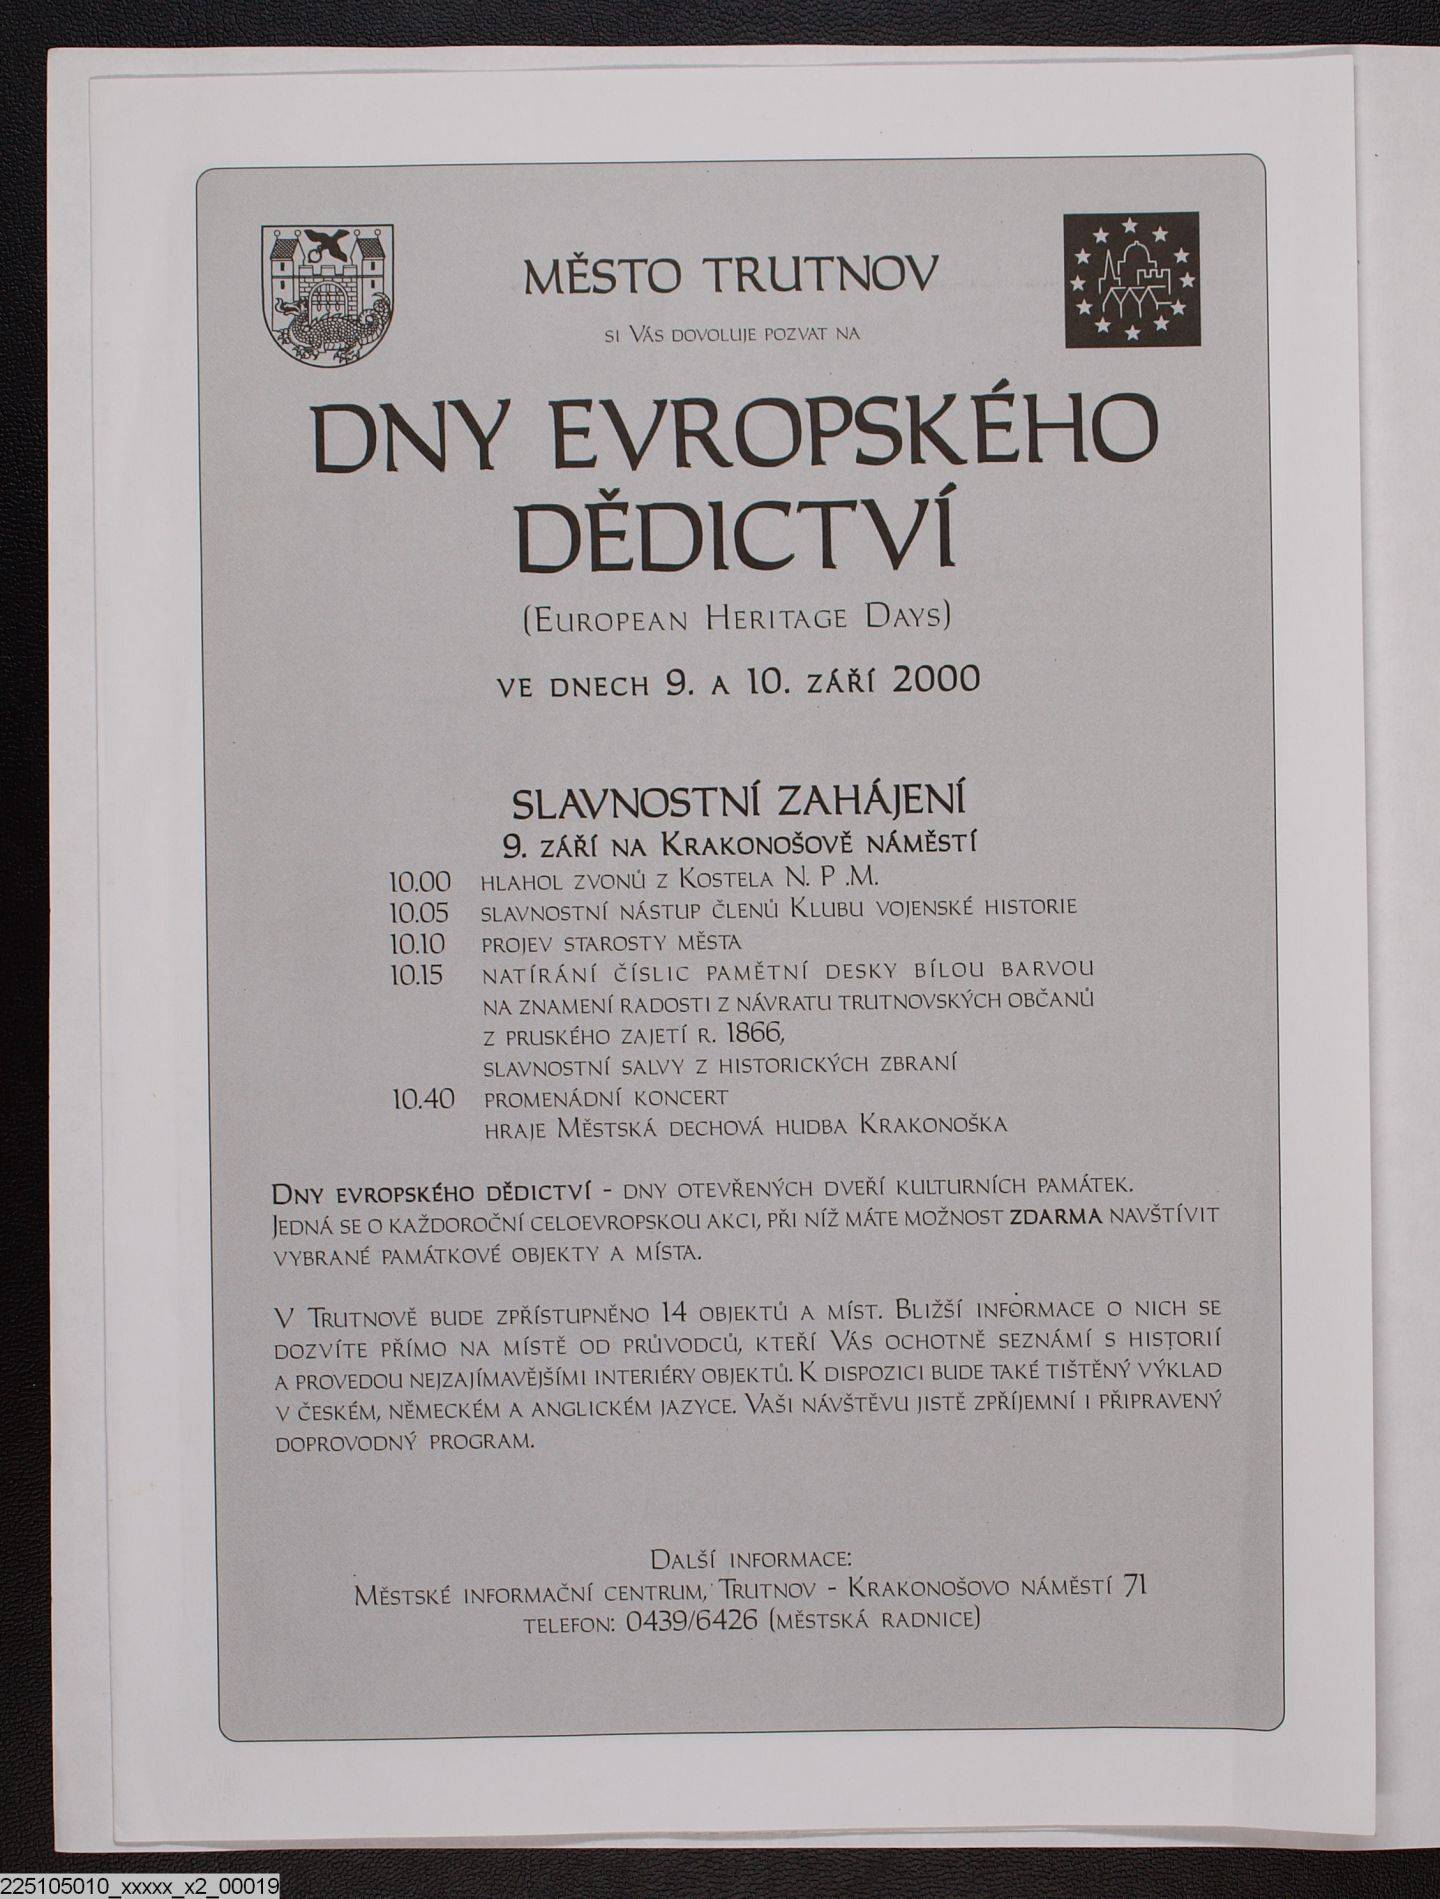 MĚSTO TRUTNOV
SI VÁS DOVOLUJE POZVAT NA
DNY EVROPSKÉHO
DĚDICTVÍ
(EUROPEAN HERITAGE DAYS)
VE DNECH 9. A 10. ZÁŘÍ 2000
SLAVNOSTNÍ ZAHÁJENÍ
9. ZÁŘÍ NA KRAKONOŠOVĚ NÁMĚSTÍ
10.00 HLAHOL ZVONŮ Z KOSTELA N. P .M.
10.05 SLAVNOSTNÍ NÁSTUP ČLENŮ KLUBU VOJENSKÉ HISTORIE
10.10 PROJEV STAROSTY MĚSTA
10.15 NATÍRÁNÍ ČÍSLIC PAMĚTNÍ DESKY BÍLOU BARVOU
NA ZNAMENÍ RADOSTI Z NÁVRATU TRUTNOVSKÝCH OBČANŮ
Z PRUSKÉHO ZAJETÍ R. 1866,
SLAVNOSTNÍ SALVY Z HISTORICKÝCH ZBRANÍ
10.40 PROMENÁDNÍ KONCERT
HRAJE MĚSTSKÁ DECHOVÁ HUDBA KRAKONOŠKA
DNY EVROPSKÉHO DĚDICTVÍ - DNY OTEVŘENÝCH DVEŘÍ KULTURNÍCH PAMÁTEK.
JEDNÁ SE O KAŽDOROČNÍ CELOEVROPSKOU AKCI, PŘI NÍŽ MÁTE MOŽNOST ZDARMA NAVŠTÍVIT
VYBRANÉ PAMÁTKOVÉ OBJEKTY A MÍSTA.
V TRUTNOVĚ BUDE ZPŘÍSTUPNĚNO 14 OBJEKTŮ A MÍST. BLIŽŠÍ INFORMACE O NICH SE
DOZVÍTE PŘÍMO NA MÍSTĚ OD PRŮVODCŮ, KTEŘÍ VÁS OCHOTNĚ SEZNÁMÍ S HISTORIÍ
A PROVEDOU NEJZAJÍMAVĚJŠÍMI INTERIÉRY OBJEKTŮ. K DISPOZICI BUDE TAKÉ TIŠTĚNÝ VÝKLAD
V ČESKÉM, NĚMECKÉM A ANGLICKÉM JAZYCE. VAŠI NÁVŠTĚVU JISTĚ ZPŘÍJEMNÍ I PŘIPRAVENÝ
DOPROVODNÝ PROGRAM.
DALŠÍ INFORMACE:
MĚSTSKÉ INFORMAČNÍ CENTRUM, TRUTNOV - KRAKONOŠOVO NÁMĚSTÍ 71
TELEFON: 0439/6426 (MĚSTSKÁ RADNICE)
225105010_xxxxx_x2_00019